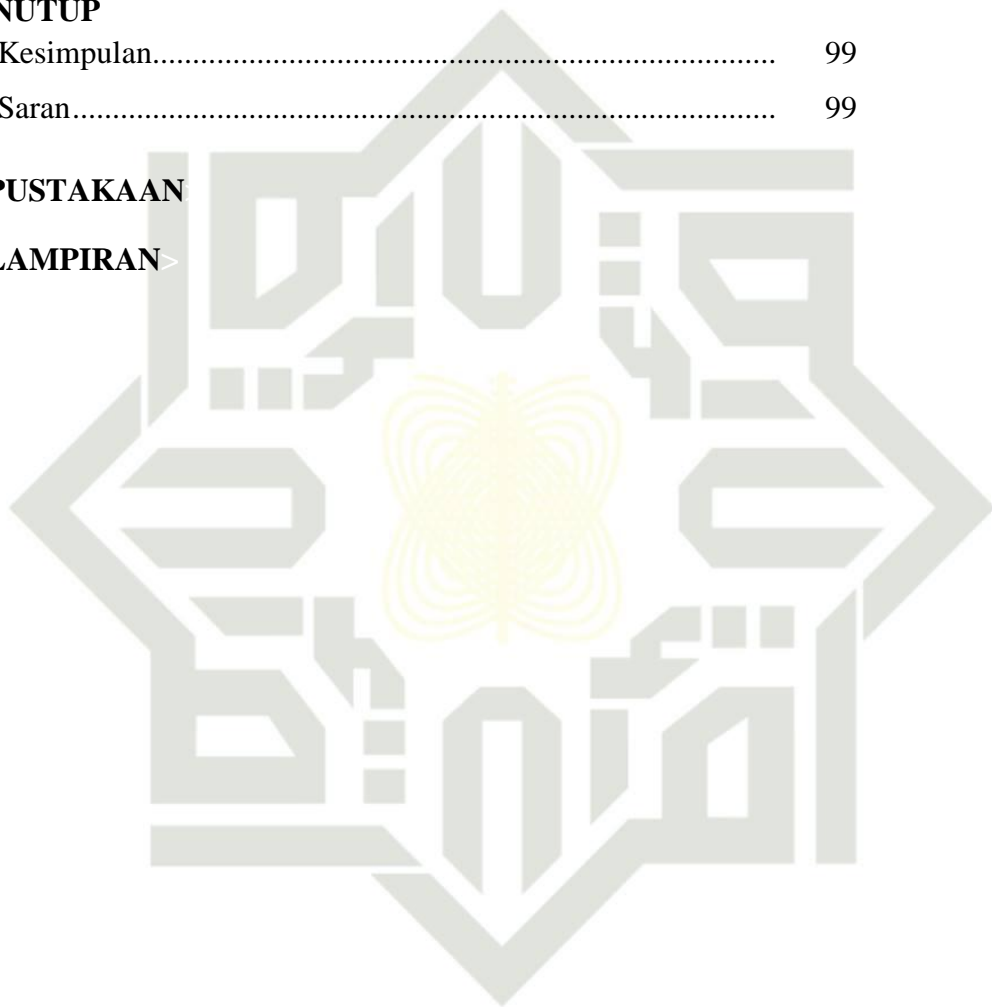 NUTUP
Kesimpulan.............................................................................. 99
Saran........................................................................................ 99
PUSTAKAAN
LAMPIRAN>